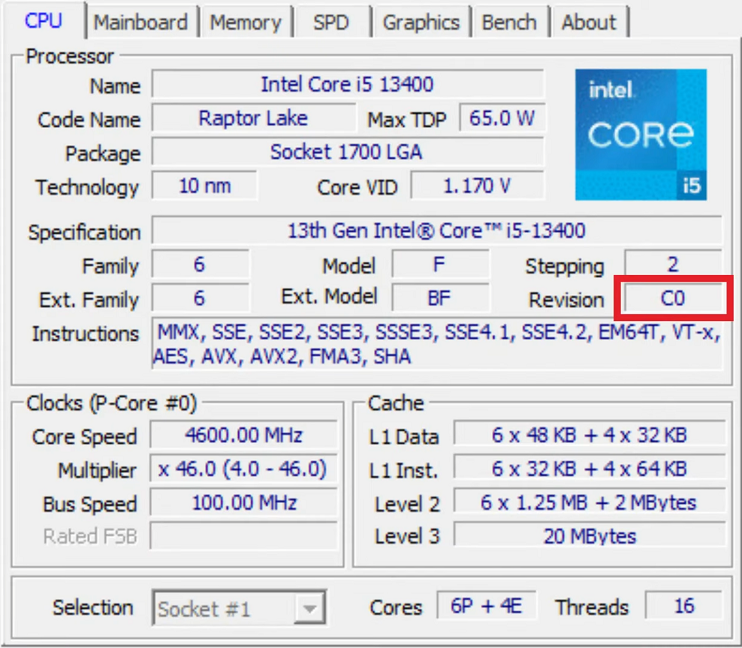 CPU Mainboard Memory SPD Graphics Bench About
Processor
Name Intel Core i5 13400
Code Name Raptor Lake Max TDP 65.0 W
Package Socket 1700 LGA
Technology 10 nm Core VID 1.170 V
intel
CORe
i5
Specification 13th Gen Intel® Core™ i5-13400
Family 6 Model F Stepping 2
Ext. Family 6 Ext. Model BF Revision C0
Instructions MMX, SSE, SSE2, SSE3, SSSE3, SSE4.1, SSE4.2, EM64T, VT-x,
AES, AVX, AVX2, FMA3, SHA
Clocks (P-Core #0)
Core Speed 4600.00 MHz
Multiplier x 46.0 (4.0 - 46.0)
Bus Speed 100.00 MHz
Rated FSB
Cache
L1 Data 6 x 48 KB + 4 x 32 KB
L1 Inst. 6 x 32 KB + 4 x 64 KB
Level 2 6 x 1.25 MB + 2 MBytes
Level 3 20 MBytes
Selection Socket #1 Cores 6P + 4E Threads 16